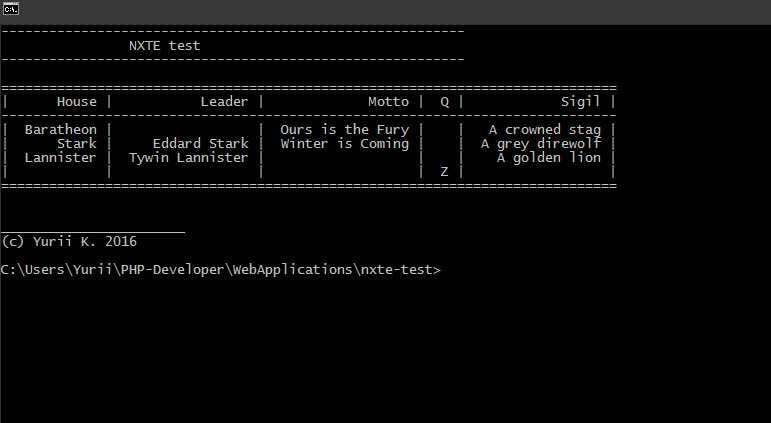 C:\.
----------------------------------------------------------
                NXTE test
----------------------------------------------------------

=============================================================================
|      House |           Leader |             Motto |  Q |            Sigil |
-----------------------------------------------------------------------------
|  Baratheon |                  |  Ours is the Fury |    |   A crowned stag |
|      Stark |     Eddard Stark |  Winter is Coming |    |  A grey direwolf |
|  Lannister |  Tywin Lannister |                   |    |    A golden lion |
|            |                  |                   |  Z |                  |
=============================================================================

_______________________
(c) Yurii K. 2016

C:\Users\Yurii\PHP-Developer\WebApplications\nxte-test>